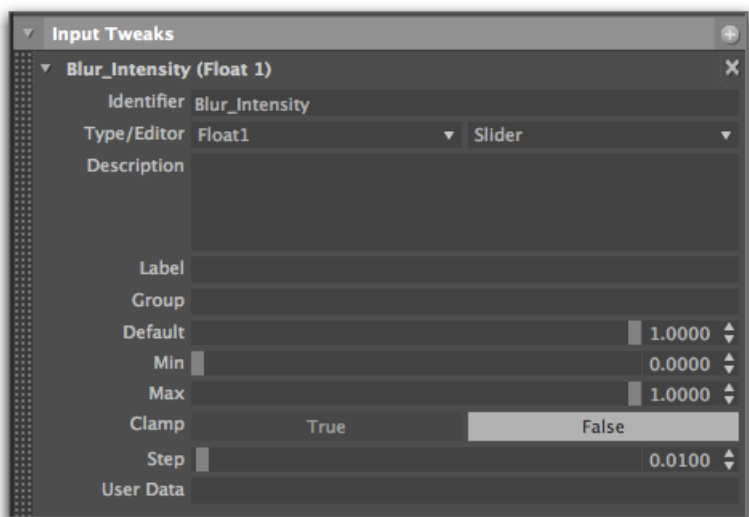 Input Tweaks
Blur_Intensity (Float 1)
Identifier Blur_Intensity
Type/Editor Float1 Slider
Description
Label
Group
Default 1.0000
Min 0.0000
Max 1.0000
Clamp True False
Step 0.0100
User Data